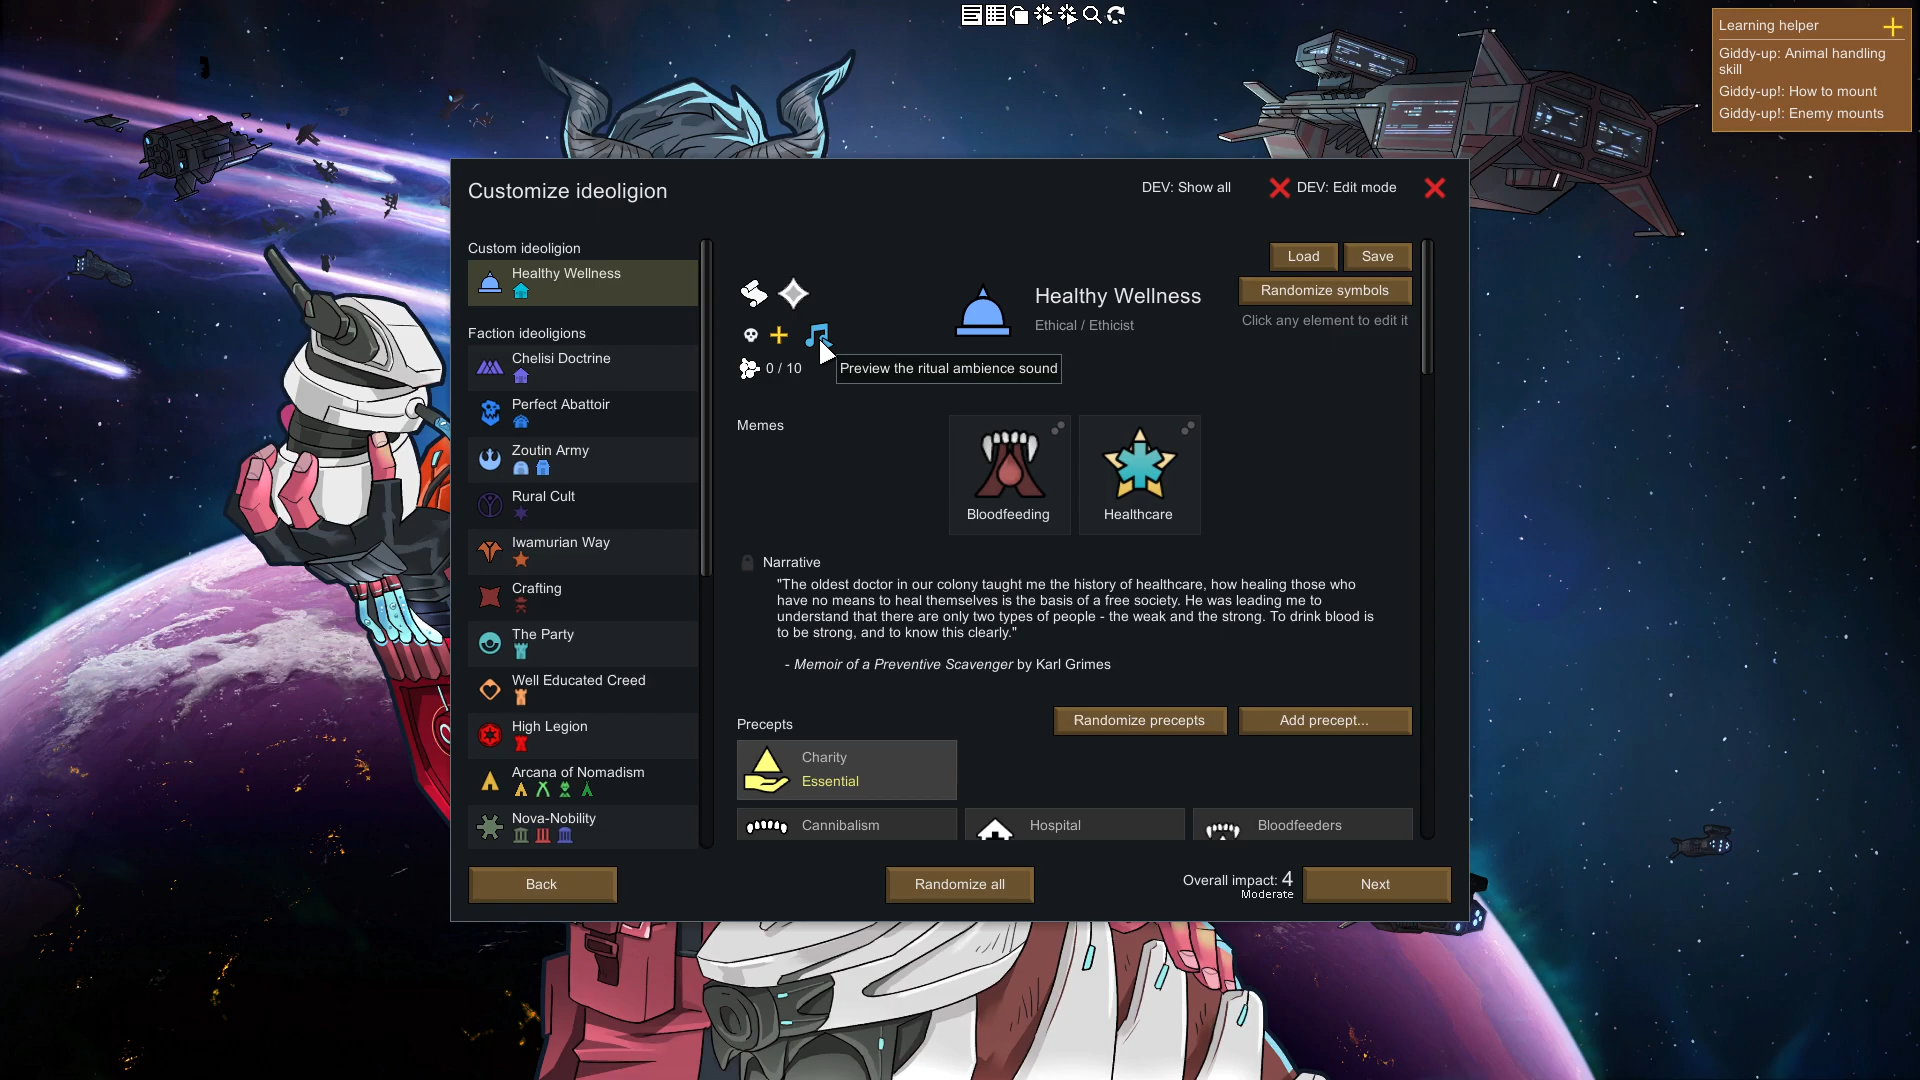 Learning helper
Giddy-up: Animal handling
skill
Giddy-up!: How to mount
Giddy-up!: Enemy mounts
Customize ideoligion
DEV: Show all
DEV: Edit mode
Custom ideoligion
Healthy Wellness
Faction ideoligions
Chelisi Doctrine
Perfect Abattoir
Zoutin Army
Rural Cult
Iwamurian Way
Crafting
The Party
Well Educated Creed
High Legion
Arcana of Nomadism
Nova-Nobility
Load
Save
Randomize symbols
Click any element to edit it
Healthy Wellness
Ethical / Ethicist
0 / 10
Preview the ritual ambience sound
Memes
Bloodfeeding
Healthcare
Narrative
"The oldest doctor in our colony taught me the history of healthcare, how healing those who
have no means to heal themselves is the basis of a free society. He was leading me to
understand that there are only two types of people - the weak and the strong. To drink blood is
to be strong, and to know this clearly."
- Memoir of a Preventive Scavenger by Karl Grimes
Precepts
Randomize precepts
Add precept...
Charity
Essential
Cannibalism
Hospital
Bloodfeeders
Back
Randomize all
Overall impact: 4
Moderate
Next